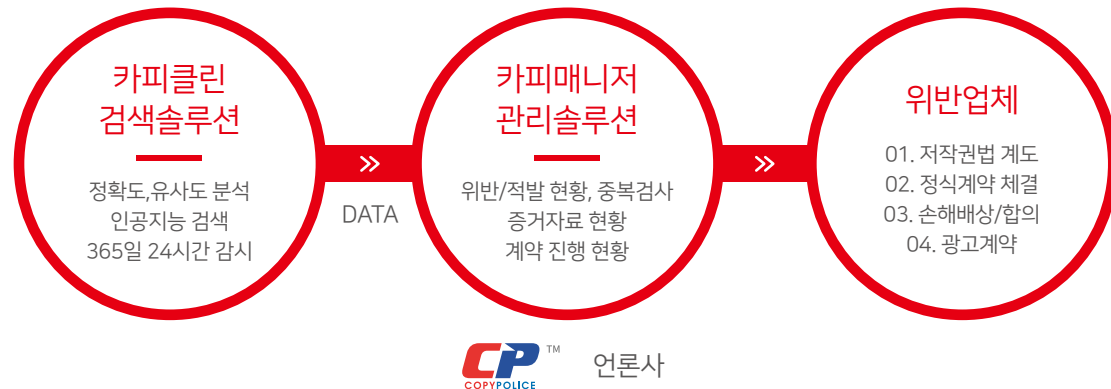 카피클린
검색솔루션
정확도,유사도 분석
인공지능 검색
365일 24시간 감시
DATA
카피매니저
관리솔루션
위반/적발 현황, 중복검사
증거자료 현황
계약 진행 현황
위반업체
01. 저작권법 계도
02. 정식계약 체결
03. 손해배상/합의
04. 광고계약
CP TM
COPYPOLICE
언론사